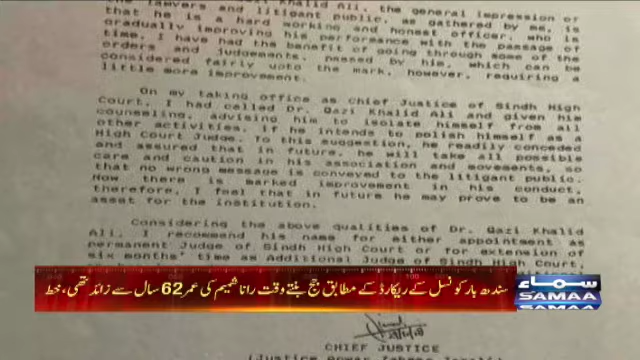 the lawyers and litigant public, as gathered by me, is
that he is a hard working and honest officer, who is
gradually improving his performance with the passage of
time. I have had the benefit of going through some of the
orders and judgements, passed by him, which can be
considered fairly upto the mark, however, requiring a
little more improvement.
On my taking office as Chief Justice of Sindh High
Court, I had called Dr. Qazi Khalid Ali and given him
counseling, advising him to isolate himself from all
other activities, if he intends to polish himself as a
High Court Judge. To this suggestion, he readily conceded
and assured that in future, he will take all possible
care and caution in his association and movements, so
that no wrong message is conveyed to the litigant public.
Now there is marked improvement in his conduct,
therefore, I feel that in future he may prove to be an
asset for the institution.
Considering the above qualities of Dr. Qazi Khalid
Ali, I recommend his name for either appointment as
permanent Judge of Sindh High Court or for extension of
six months' time as Additional Judge of Sindh High Court,
سندھ بار کونسل کے ریکارڈ کے مطابق جج بنتے وقت رانا شمیم کی عمر 62 سال سے زائد تھی، خط
سماء
SAMAA
CHIEF JUSTICE